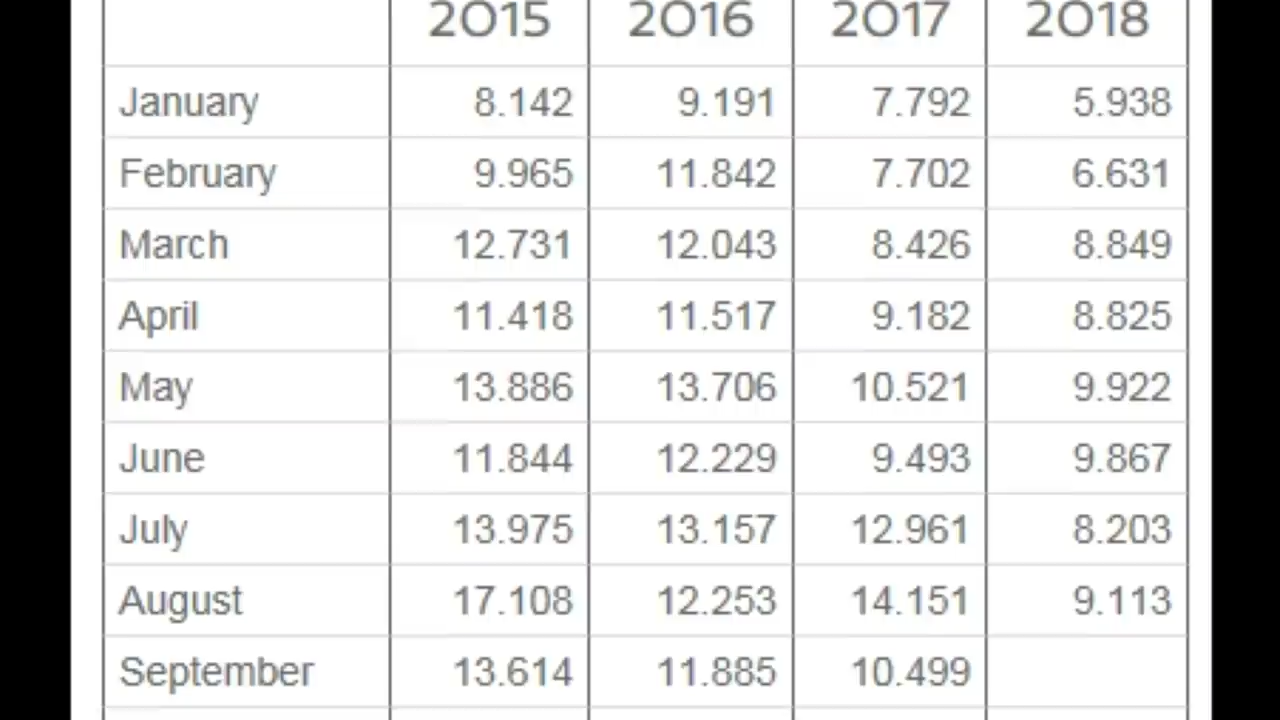 2015 2016 2017 2018
January 8.142 9.191 7.792 5.938
February 9.965 11.842 7.702 6.631
March 12.731 12.043 8.426 8.849
April 11.418 11.517 9.182 8.825
May 13.886 13.706 10.521 9.922
June 11.844 12.229 9.493 9.867
July 13.975 13.157 12.961 8.203
August 17.108 12.253 14.151 9.113
September 13.614 11.885 10.499